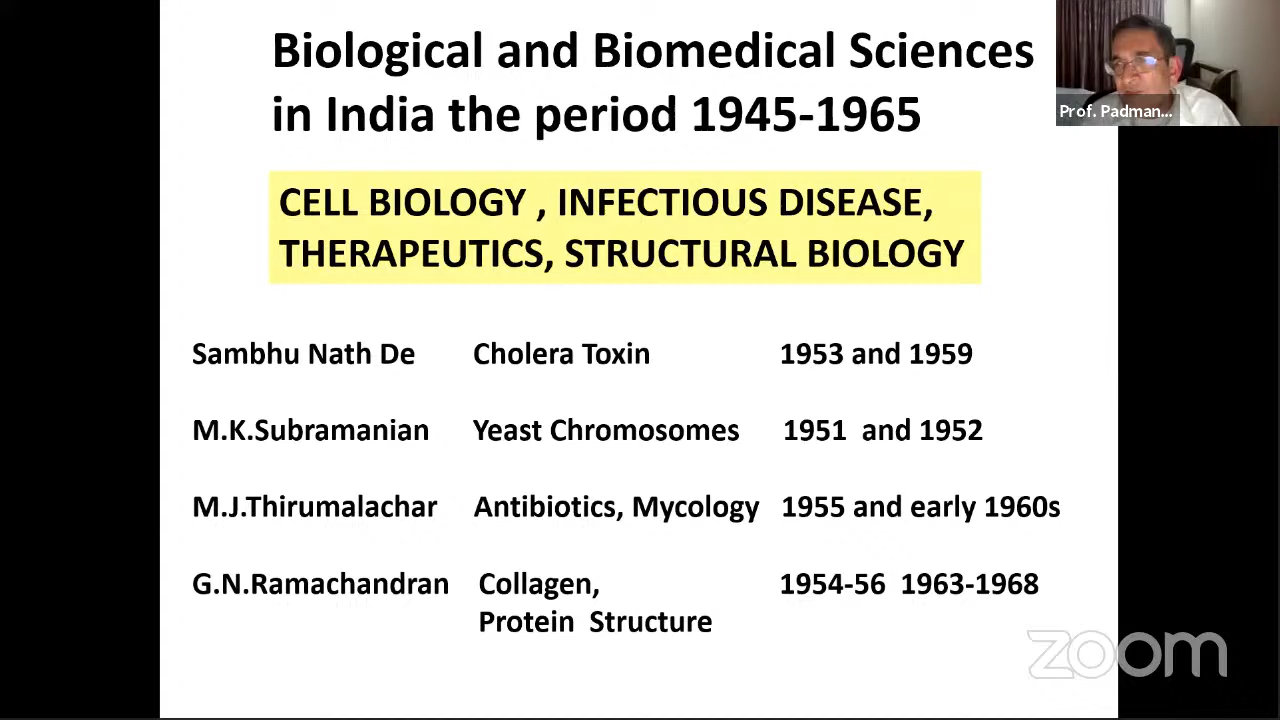 Biological and Biomedical Sciences
in India the period 1945-1965
Prof. Padman...
CELL BIOLOGY , INFECTIOUS DISEASE,
THERAPEUTICS, STRUCTURAL BIOLOGY
Sambhu Nath De Cholera Toxin 1953 and 1959
M.K.Subramanian Yeast Chromosomes 1951 and 1952
M.J.Thirumalachar Antibiotics, Mycology 1955 and early 1960s
G.N.Ramachandran Collagen, 1954-56 1963-1968
Protein Structure
zoom